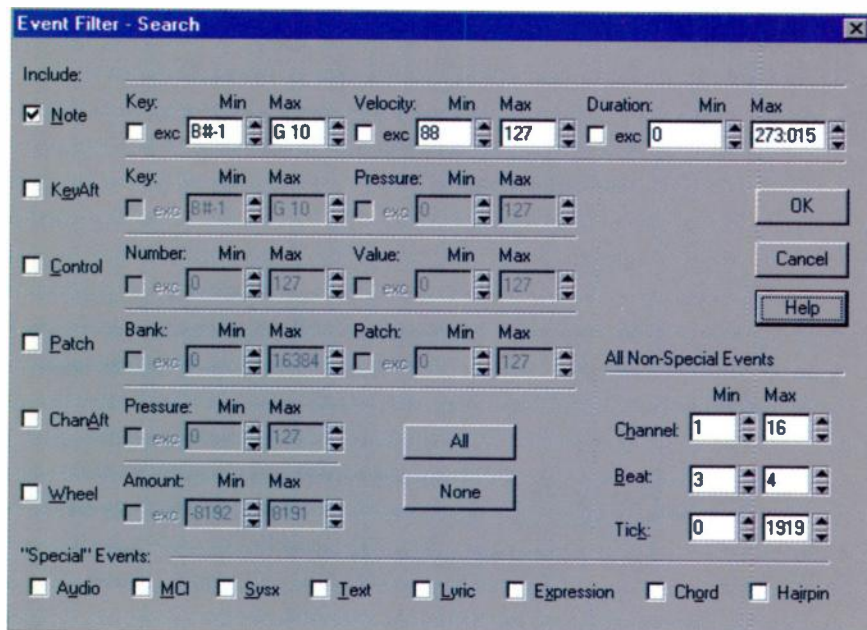 Event Filter - Search
Include:
Key: Min Max Velocity: Min Max Duration: Min Max
Note exc B#-1 G 10 exc 88 127 exc 0 273:015
Key: Min Max Pressure: Min Max
KeyAft exc B#-1 G 10 exc 0 127
OK
Number: Min Max Value: Min Max
Control exc 0 127 exc 0 127
Cancel
Help
Bank: Min Max Patch: Min Max
Patch exc 0 16384 exc 0 127
All Non-Special Events
Min Max
Pressure: Min Max
ChanAft exc 0 127
All
Channel: 1 16
Amount: Min Max
Wheel exc -8192 8191
None
Beat: 3 4
Tick: 0 1919
"Special" Events:
Audio MCI Sysx Text Lyric Expression Chord Hairpin